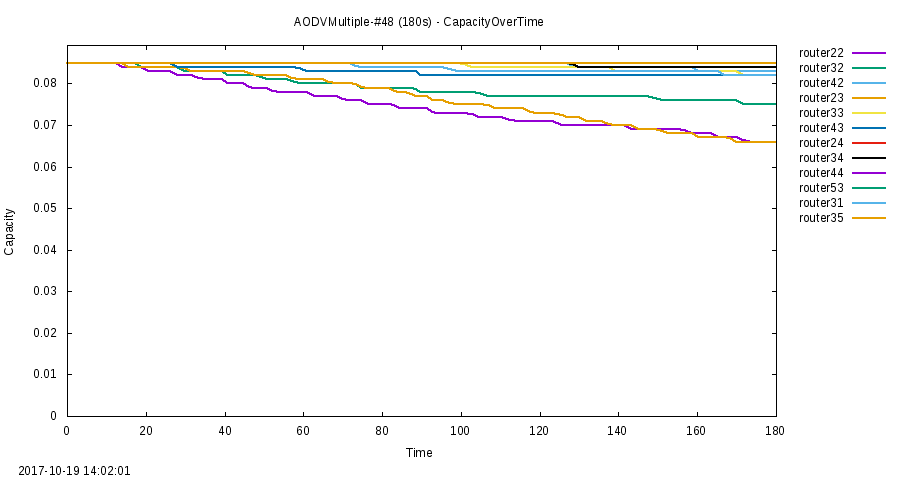 AODVMultiple-#48 (180s) - CapacityOverTime
router22
router32
router42
router23
router33
router43
router24
router34
router44
router53
router31
router35
0.08
0.07
0.06
0.05
0.04
0.03
0.02
0.01
0
Capacity
0 20 40 60 80 100 120 140 160 180
Time
2017-10-19 14:02:01